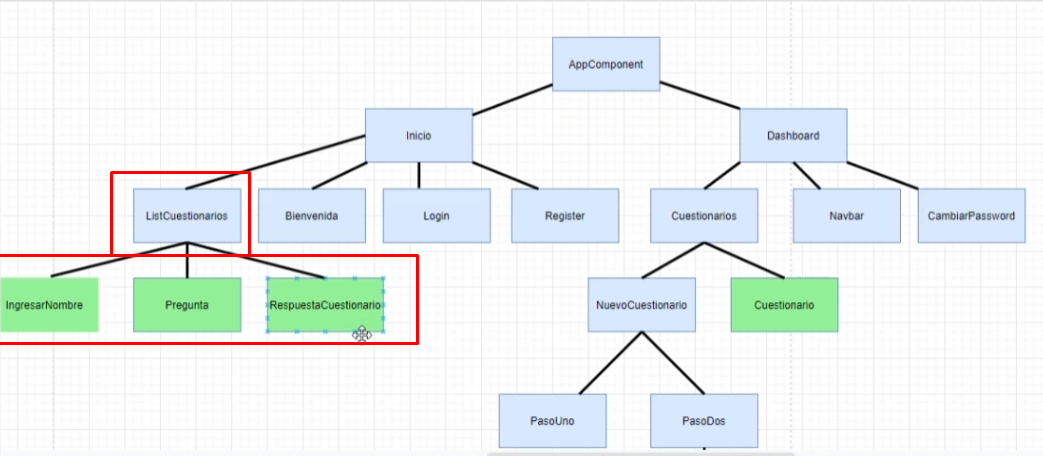 AppComponent
Inicio
Dashboard
ListCuestionarios
Bienvenida
Login
Register
Cuestionarios
Navbar
CambiarPassword
IngresarNombre
Pregunta
RespuestaCuestionario
NuevoCuestionario
Cuestionario
PasoUno
PasoDos